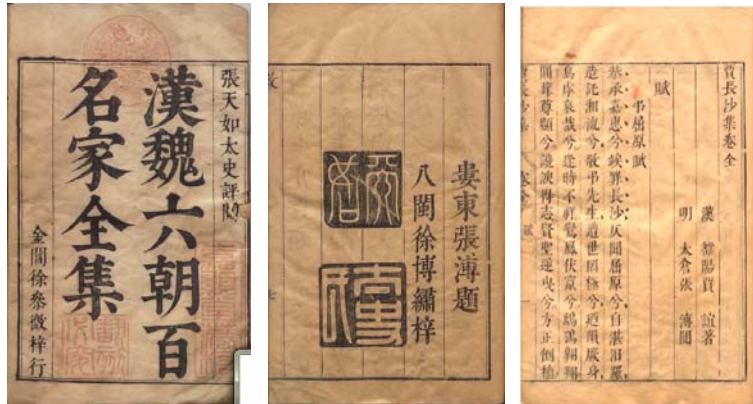 張天如太史評閱
漢魏六朝百
名家全集
金閶徐參微梓行
婁東張溥題
八閩徐博繡梓
賈長沙集卷全
漢 雒陽賈 誼著
明 太倉張 溥閱
賦
弔屈原賦
恭承嘉惠兮竢罪長沙仄聞屈原兮自湛汨羅
造託湘流兮敬弔先生遭世罔極兮迺隕厥身
烏虖哀哉兮逢時不祥鸞鳳伏竄兮鴟鴞翱翔
闒茸尊顯兮讒諛得志賢聖逆曳兮方正倒植